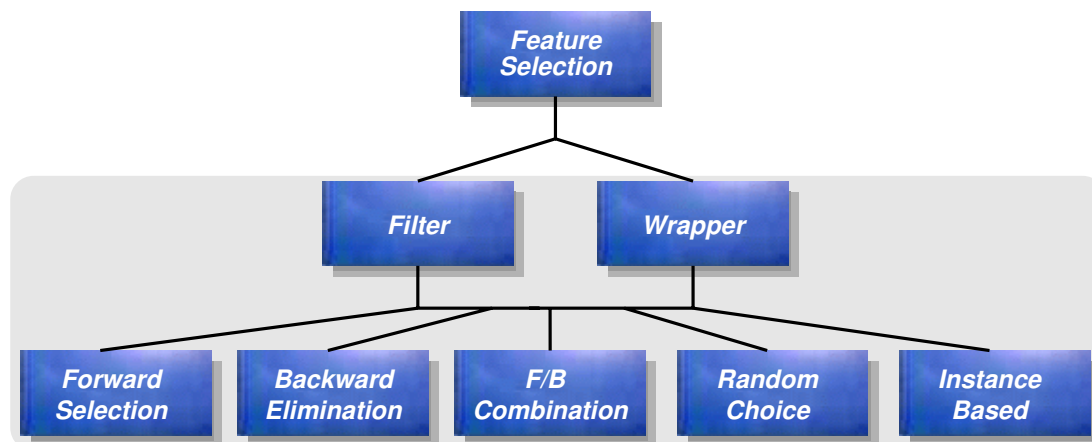 Feature
Selection
Filter
Wrapper
Forward
Selection
Backward
Elimination
F/B
Combination
Random
Choice
Instance
Based